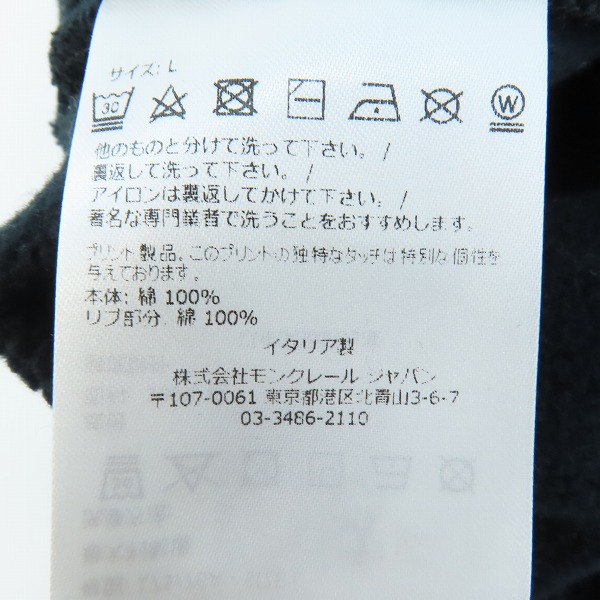 サイズ: L
30 W
他のものと分けて洗って下さい。/
裏返して洗って下さい。/
アイロンは裏返してかけて下さい。/
著名な専門業者で洗うことをおすすめします。
プリント製品。このプリントの独特なタッチは特別な個性を
与えております。
本体: 綿 100%
リブ部分: 綿 100%
イタリア製
株式会社モンクレール ジャパン
〒107-0061 東京都港区北青山3-6-7
03-3486-2110